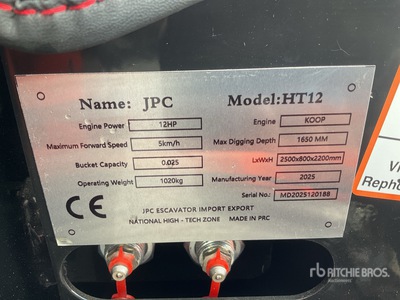 Name: JPC Model: HT12
Engine Power 12HP Engine KOOP
Maximum Forward Speed 5km/h Max Digging Depth 1650 MM
Bucket Capacity 0.025 LxWxH 2500x800x2200mm
Operating Weight 1020kg Manufacturing Year 2025
Serial No.: MD2025120188
CE
JPC ESCAVATOR IMPORT EXPORT
NATIONAL HIGH - TECH ZONE MADE IN PRC
rb RITCHIE BROS.